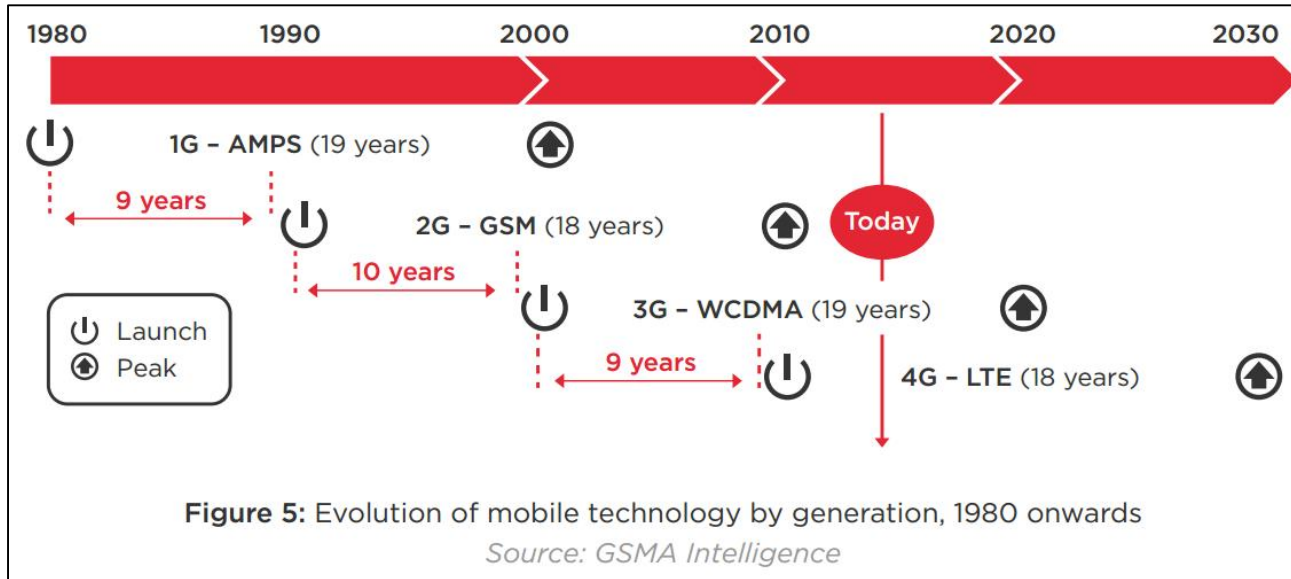 1980 1990 2000 2010 2020 2030
1G – AMPS (19 years)
9 years
2G – GSM (18 years)
Today
10 years
3G – WCDMA (19 years)
Launch
Peak
9 years
4G – LTE (18 years)
Figure 5: Evolution of mobile technology by generation, 1980 onwards
Source: GSMA Intelligence